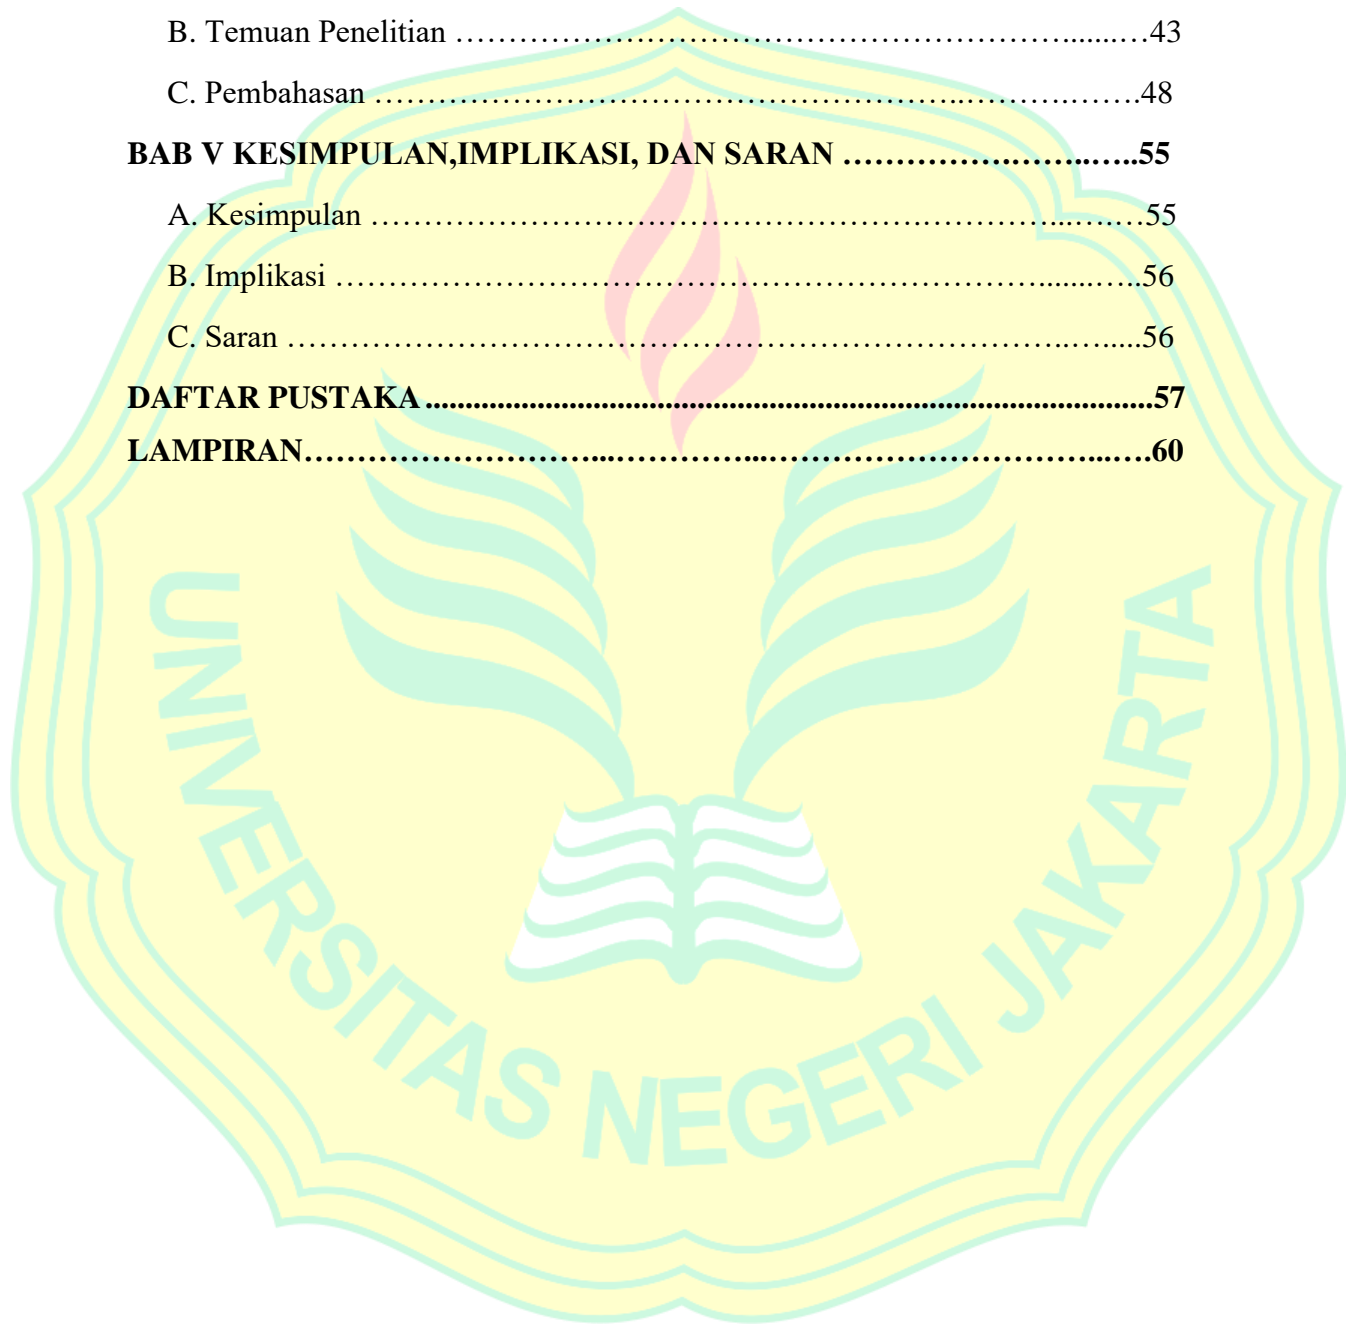 B. Temuan Penelitian …………………………………………………………......…43
C. Pembahasan ………………………………………………………..……….…….48
BAB V KESIMPULAN,IMPLIKASI, DAN SARAN …………….……...…..55
A. Kesimpulan …………………………………………………………...….…55
B. Implikasi ………………………………………………………….......…..56
C. Saran ……………………………………………………………..….....56
DAFTAR PUSTAKA..........................................................................................57
LAMPIRAN………………………...…………...……………….…………...….60
UNIVERSITAS NEGERI JAKARTA